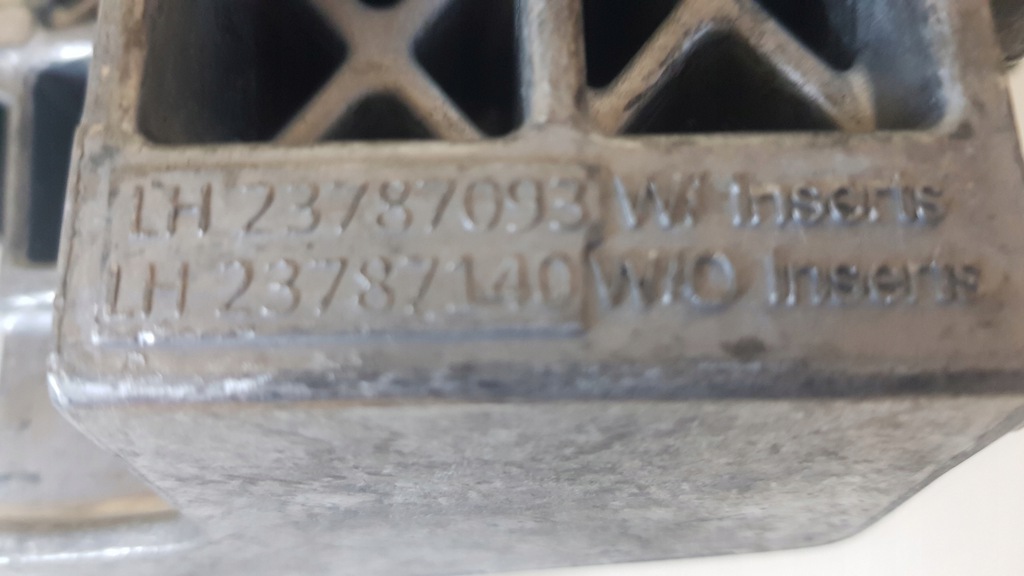 LH 23787093 W/ Inserts
LH 23787140 W/O Inserts